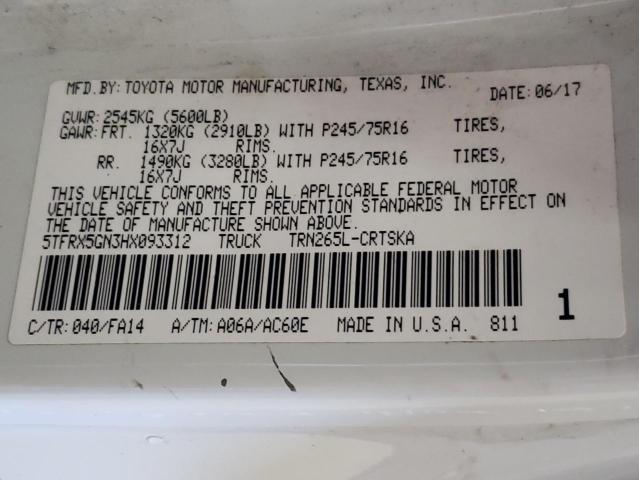 MFD.BY: TOYOTA MOTOR MANUFACTURING, TEXAS, INC. DATE: 06/17
GVWR: 2545KG (5600LB)
GAWR: FRT. 1320KG (2910LB) WITH P245/75R16 TIRES,
16X7J RIMS.
RR. 1490KG (3280LB) WITH P245/75R16 TIRES,
16X7J RIMS.
THIS VEHICLE CONFORMS TO ALL APPLICABLE FEDERAL MOTOR
VEHICLE SAFETY AND THEFT PREVENTION STANDARDS IN EFFECT ON
THE DATE OF MANUFACTURE SHOWN ABOVE.
5TFRX5GN3HX093312 TRUCK TRN265L-CRTSKA
1
C/TR: 040/FA14 A/TM: A06A/AC60E MADE IN U.S.A. 811